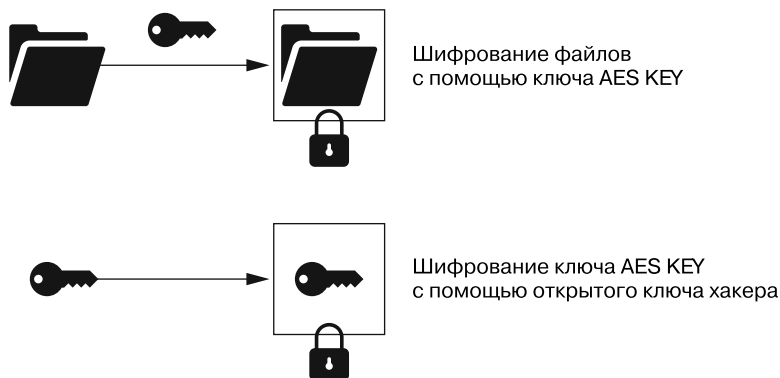 Шифрование файлов
с помощью ключа AES KEY
Шифрование ключа AES KEY
с помощью открытого ключа хакера